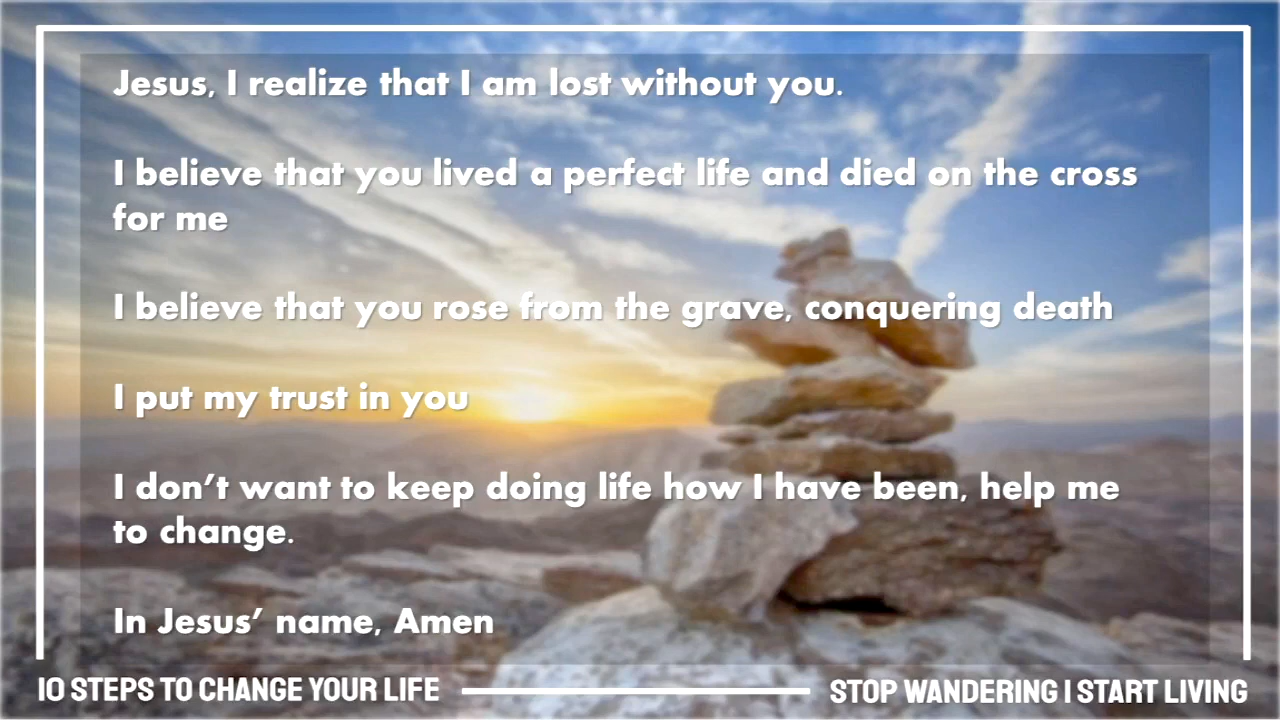 Jesus, I realize that I am lost without you.
I believe that you lived a perfect life and died on the cross
for me
I believe that you rose from the grave, conquering death
I put my trust in you
I don’t want to keep doing life how I have been, help me
to change.
In Jesus’ name, Amen
10 STEPS TO CHANGE YOUR LIFE
STOP WANDERING | START LIVING